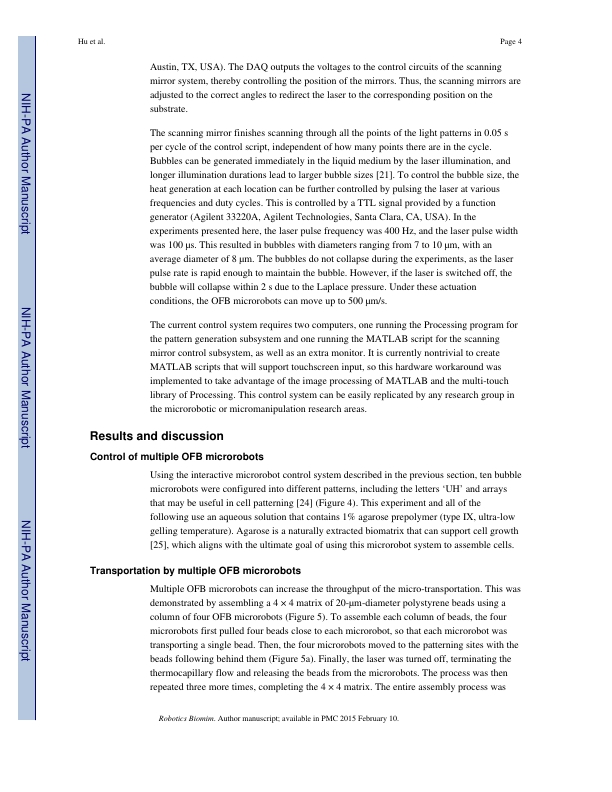 Hu et al.
Page 4
Austin, TX, USA). The DAQ outputs the voltages to the control circuits of the scanning
mirror system, thereby controlling the position of the mirrors. Thus, the scanning mirrors are
adjusted to the correct angles to redirect the laser to the corresponding position on the
substrate.
The scanning mirror finishes scanning through all the points of the light patterns in 0.05 s
per cycle of the control script, independent of how many points there are in the cycle.
Bubbles can be generated immediately in the liquid medium by the laser illumination, and
longer illumination durations lead to larger bubble sizes [21]. To control the bubble size, the
heat generation at each location can be further controlled by pulsing the laser at various
frequencies and duty cycles. This is controlled by a TTL signal provided by a function
generator (Agilent 33220A, Agilent Technologies, Santa Clara, CA, USA). In the
experiments presented here, the laser pulse frequency was 400 Hz, and the laser pulse width
was 100 μs. This resulted in bubbles with diameters ranging from 7 to 10 μm, with an
average diameter of 8 μm. The bubbles do not collapse during the experiments, as the laser
pulse rate is rapid enough to maintain the bubble. However, if the laser is switched off, the
bubble will collapse within 2 s due to the Laplace pressure. Under these actuation
conditions, the OFB microrobots can move up to 500 μm/s.
The current control system requires two computers, one running the Processing program for
the pattern generation subsystem and one running the MATLAB script for the scanning
mirror control subsystem, as well as an extra monitor. It is currently nontrivial to create
MATLAB scripts that will support touchscreen input, so this hardware workaround was
implemented to take advantage of the image processing of MATLAB and the multi-touch
library of Processing. This control system can be easily replicated by any research group in
the microrobotic or micromanipulation research areas.
Results and discussion
Control of multiple OFB microrobots
Using the interactive microrobot control system described in the previous section, ten bubble
microrobots were configured into different patterns, including the letters ‘UH’ and arrays
that may be useful in cell patterning [24] (Figure 4). This experiment and all of the
following use an aqueous solution that contains 1% agarose prepolymer (type IX, ultra-low
gelling temperature). Agarose is a naturally extracted biomatrix that can support cell growth
[25], which aligns with the ultimate goal of using this microrobot system to assemble cells.
Transportation by multiple OFB microrobots
Multiple OFB microrobots can increase the throughput of the micro-transportation. This was
demonstrated by assembling a 4 × 4 matrix of 20-μm-diameter polystyrene beads using a
column of four OFB microrobots (Figure 5). To assemble each column of beads, the four
microrobots first pulled four beads close to each microrobot, so that each microrobot was
transporting a single bead. Then, the four microrobots moved to the patterning sites with the
beads following behind them (Figure 5a). Finally, the laser was turned off, terminating the
thermocapillary flow and releasing the beads from the microrobots. The process was then
repeated three more times, completing the 4 × 4 matrix. The entire assembly process was
Robotics Biomim. Author manuscript; available in PMC 2015 February 10.
NIH-PA Author Manuscript
NIH-PA Author Manuscript
NIH-PA Author Manuscript